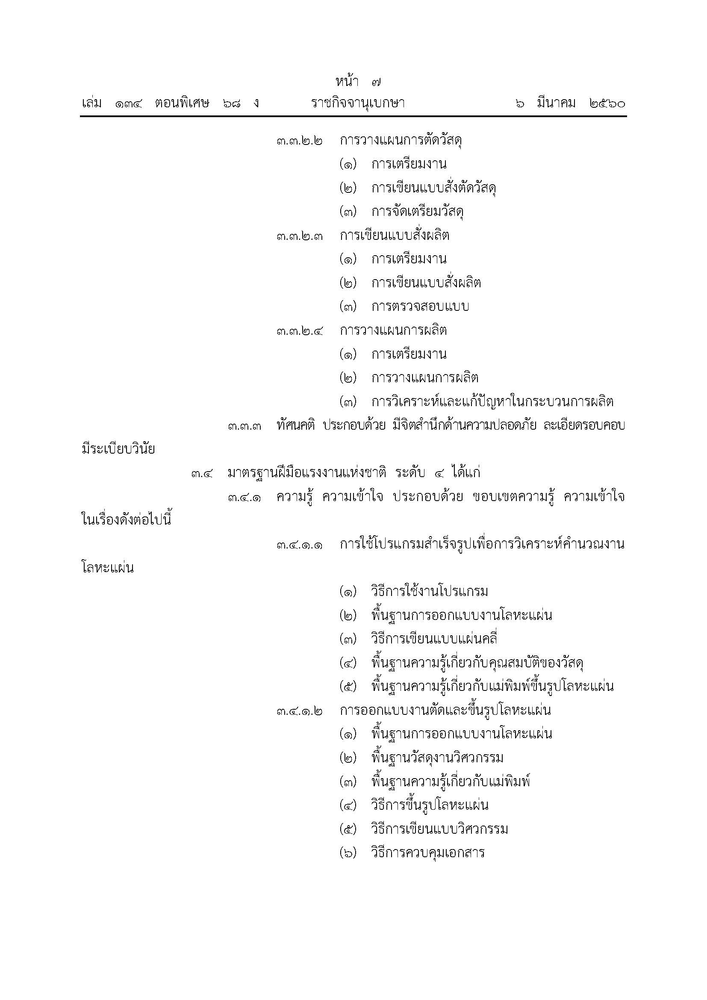 หน้า ๗
เล่ม ๑๓๔ ตอนพิเศษ ๖๘ ง ราชกิจจานุเบกษา ๖ มีนาคม ๒๕๖๐
๓.๓.๒.๒ การวางแผนการตัดวัสดุ
(๑) การเตรียมงาน
(๒) การเขียนแบบสั่งตัดวัสดุ
(๓) การจัดเตรียมวัสดุ
๓.๓.๒.๓ การเขียนแบบสั่งผลิต
(๑) การเตรียมงาน
(๒) การเขียนแบบสั่งผลิต
(๓) การตรวจสอบแบบ
๓.๓.๒.๔ การวางแผนการผลิต
(๑) การเตรียมงาน
(๒) การวางแผนการผลิต
(๓) การวิเคราะห์และแก้ปัญหาในกระบวนการผลิต
๓.๓.๓ ทัศนคติ ประกอบด้วย มีจิตสำนึกด้านความปลอดภัย ละเอียดรอบคอบ
มีระเบียบวินัย
๓.๔ มาตรฐานฝีมือแรงงานแห่งชาติ ระดับ ๔ ได้แก่
๓.๔.๑ ความรู้ ความเข้าใจ ประกอบด้วย ขอบเขตความรู้ ความเข้าใจ
ในเรื่องดังต่อไปนี้
๓.๔.๑.๑ การใช้โปรแกรมสำเร็จรูปเพื่อการวิเคราะห์คำนวณงาน
โลหะแผ่น
(๑) วิธีการใช้งานโปรแกรม
(๒) พื้นฐานการออกแบบงานโลหะแผ่น
(๓) วิธีการเขียนแบบแผ่นคลี่
(๔) พื้นฐานความรู้เกี่ยวกับคุณสมบัติของวัสดุ
(๕) พื้นฐานความรู้เกี่ยวกับแม่พิมพ์ขึ้นรูปโลหะแผ่น
๓.๔.๑.๒ การออกแบบงานตัดและขึ้นรูปโลหะแผ่น
(๑) พื้นฐานการออกแบบงานโลหะแผ่น
(๒) พื้นฐานวัสดุงานวิศวกรรม
(๓) พื้นฐานความรู้เกี่ยวกับแม่พิมพ์
(๔) วิธีการขึ้นรูปโลหะแผ่น
(๕) วิธีการเขียนแบบวิศวกรรม
(๖) วิธีการควบคุมเอกสาร